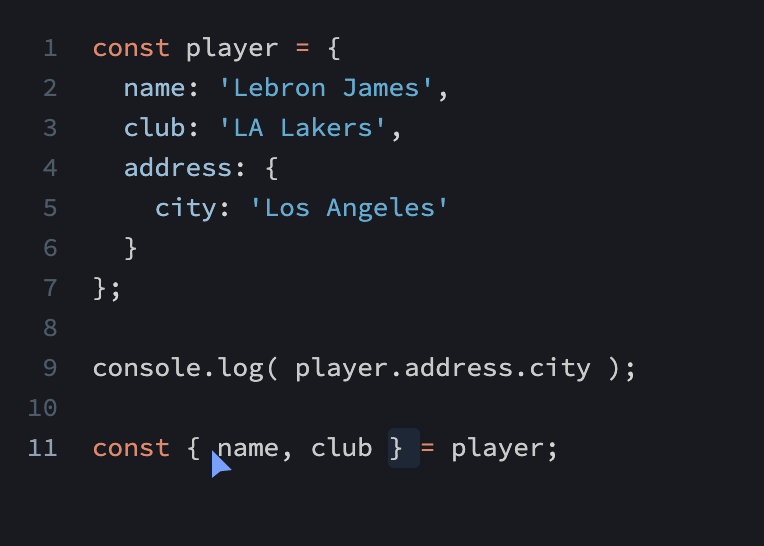 1 const player = {
2   name: 'Lebron James',
3   club: 'LA Lakers',
4   address: {
5     city: 'Los Angeles'
6   }
7 };
8
9 console.log( player.address.city );
10
11 const { name, club } = player;